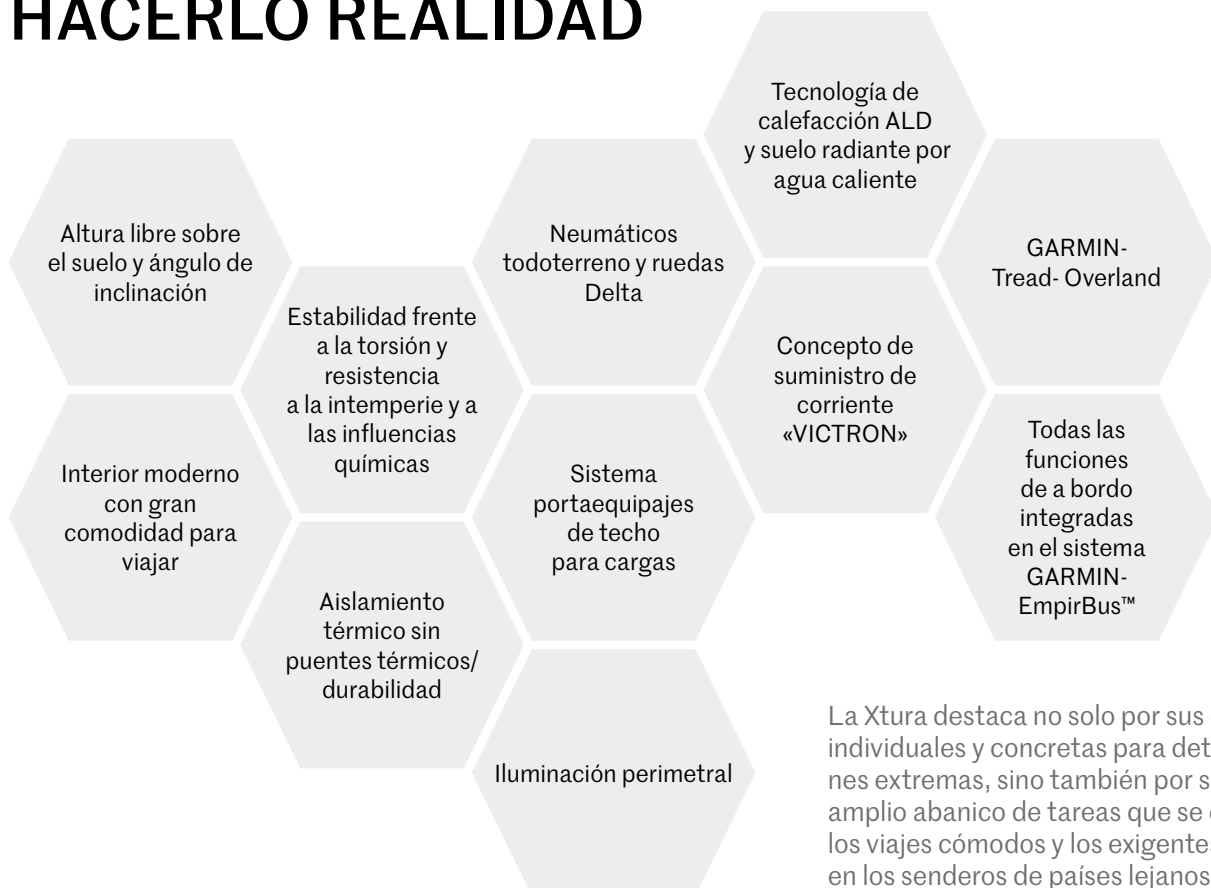 HACERLO REALIDAD
Tecnología de
calefacción ALD
y suelo radiante por
agua caliente
Altura libre sobre
el suelo y ángulo de
inclinación
Neumáticos
todoterreno y ruedas
Delta
GARMIN-
Tread- Overland
Estabilidad frente
a la torsión y
resistencia
a la intemperie y a
las influencias
químicas
Concepto de
suministro de
corriente
«VICTRON»
Interior moderno
con gran
comodidad para
viajar
Sistema
portaequipajes
de techo
para cargas
Todas las
funciones
de a bordo
integradas
en el sistema
GARMIN-
EmpirBus™
Aislamiento
térmico sin
puentes térmicos/
durabilidad
Iluminación perimetral
La Xtura destaca no solo por sus
individuales y concretas para det
nes extremas, sino también por s
amplio abanico de tareas que se
los viajes cómodos y los exigentes
en los senderos de países lejanos